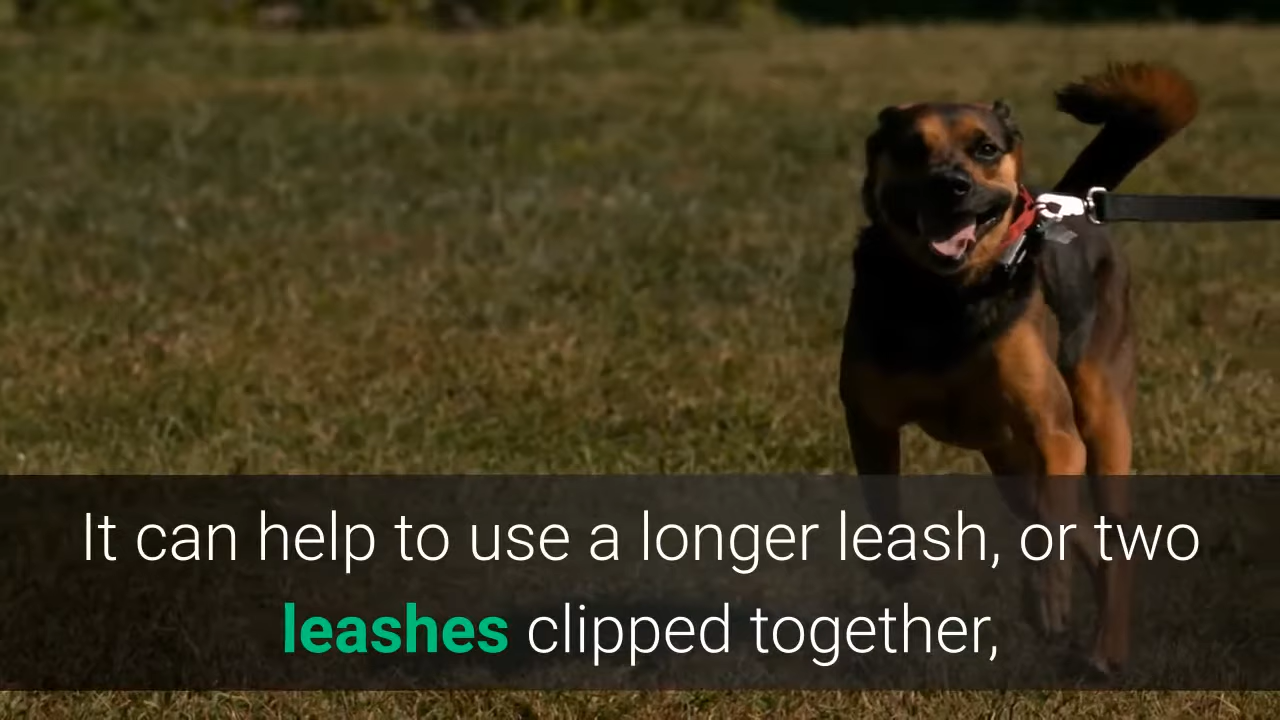 It can help to use a longer leash, or two
leashes clipped together,